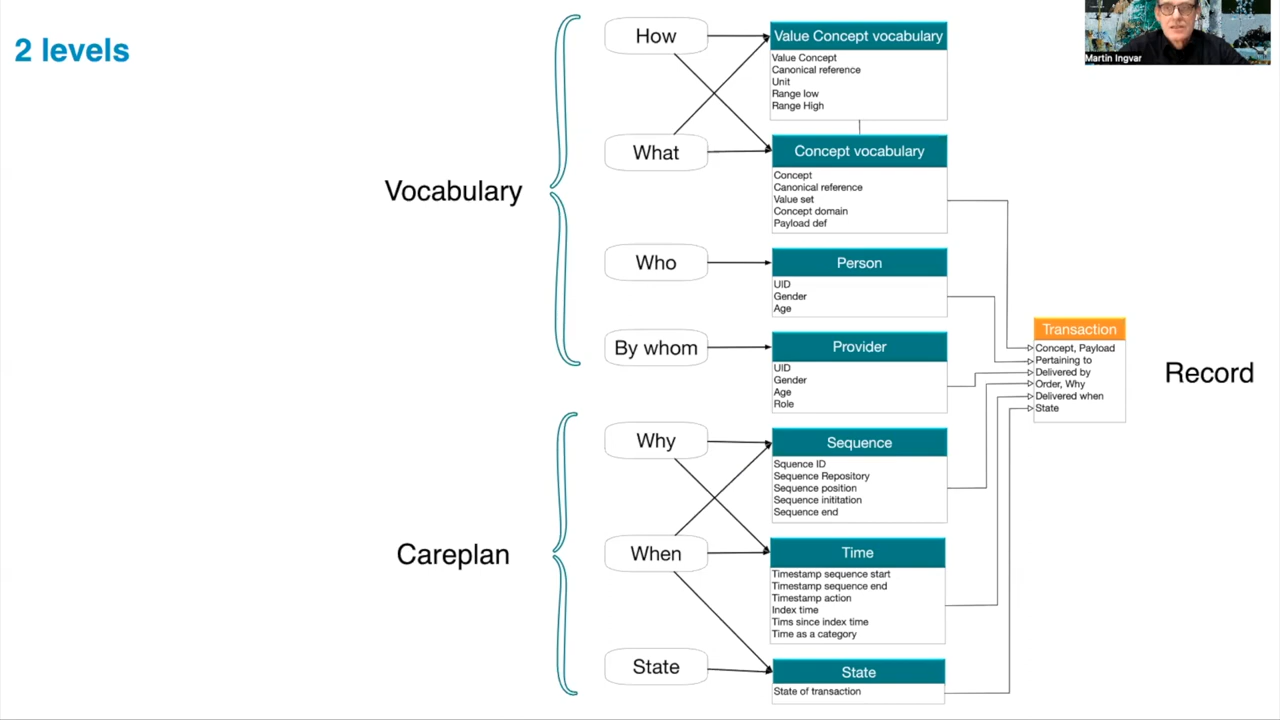 2 levels
Martin Ingvar
Vocabulary
Careplan
How
What
Who
By whom
Why
When
State
Value Concept vocabulary
Value Concept
Canonical reference
Unit
Range low
Range High
Concept vocabulary
Concept
Canonical reference
Value set
Concept domain
Payload def
Person
UID
Gender
Age
Provider
UID
Gender
Age
Role
Sequence
Squence ID
Sequence Repository
Sequence position
Sequence inititation
Sequence end
Time
Timestamp sequence start
Timestamp sequence end
Timestamp action
Index time
Tims since index time
Time as a category
State
State of transaction
Transaction
Concept, Payload
Pertaining to
Delivered by
Order, Why
Delivered when
State
Record